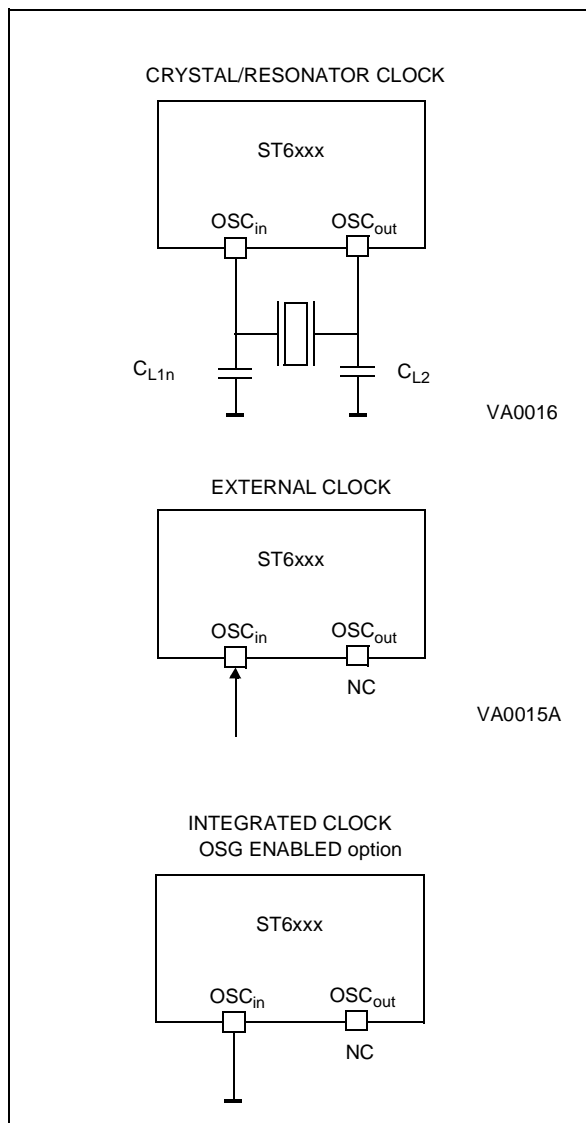 CRYSTAL/RESONATOR CLOCK
ST6xxx
OSCin OSCout
CL1n CL2
VA0016
EXTERNAL CLOCK
ST6xxx
OSCin OSCout
NC
VA0015A
INTEGRATED CLOCK
OSG ENABLED option
ST6xxx
OSCin OSCout
NC